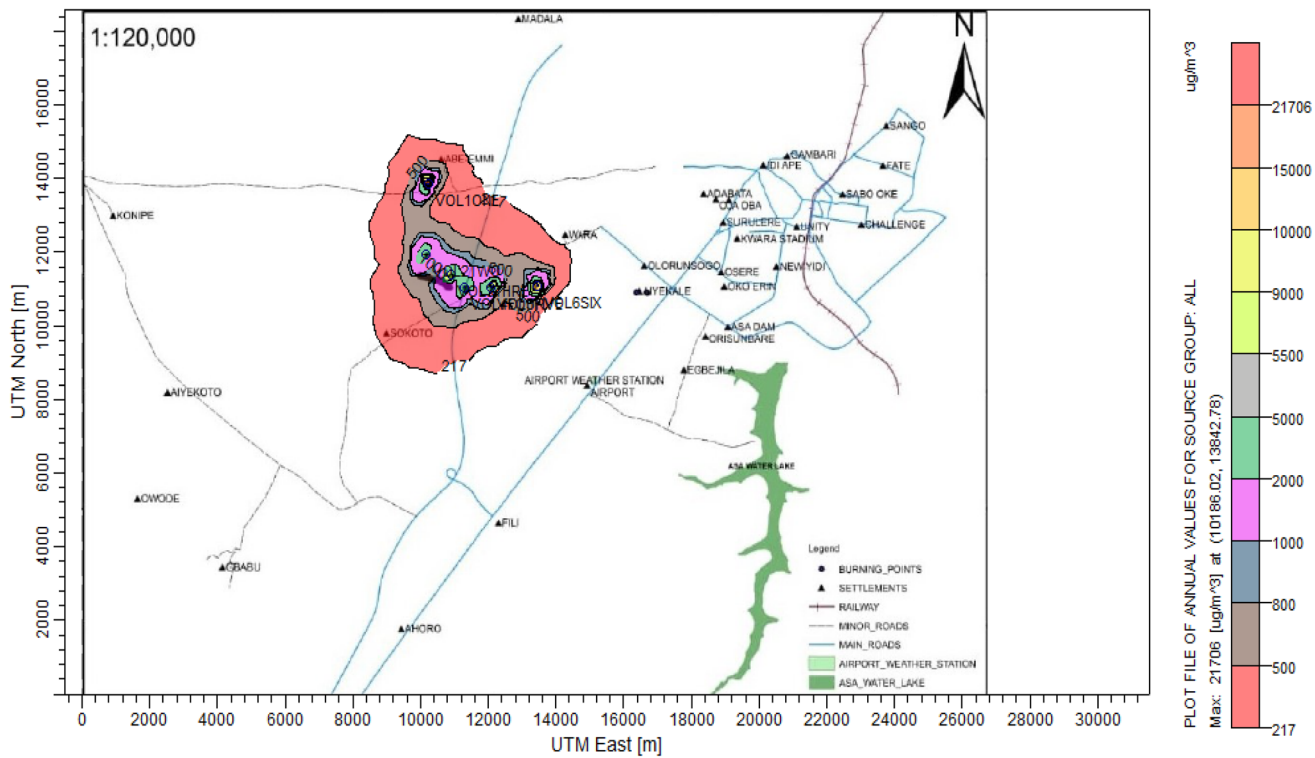 1:120,000
N
MADALA
SANGO
GAMBARI
IDI APE
FATE
ADABATA
OJA OBA
SABO OKE
KONIPE
VOL1ONE7
SURULERE
UNITY
CHALLENGE
WARA
KWARA STADIUM
OLORUNSOGO
OSERE
NEW YIDI
OKO ERIN
VOL6SIX
500
ASA DAM
SOKOTO
ORISUNBARE
217
EGBEJILA
AIRPORT WEATHER STATION
AIRPORT
AIYEKOTO
ASA WATER LAKE
OWODE
FILI
GBABU
AHORO
Legend
BURNING_POINTS
SETTLEMENTS
RAILWAY
MINOR_ROADS
MAIN_ROADS
AIRPORT_WEATHER_STATION
ASA_WATER_LAKE
UTM North [m]
16000
14000
12000
10000
8000
6000
4000
2000
0 2000 4000 6000 8000 10000 12000 14000 16000 18000 20000 22000 24000 26000 28000 30000
UTM East [m]
PLOT FILE OF ANNUAL VALUES FOR SOURCE GROUP: ALL
Max: 21706 [ug/m^3] at (10186.02, 13842.78)
ug/m^3
21706
15000
10000
9000
5500
5000
2000
1000
800
500
217